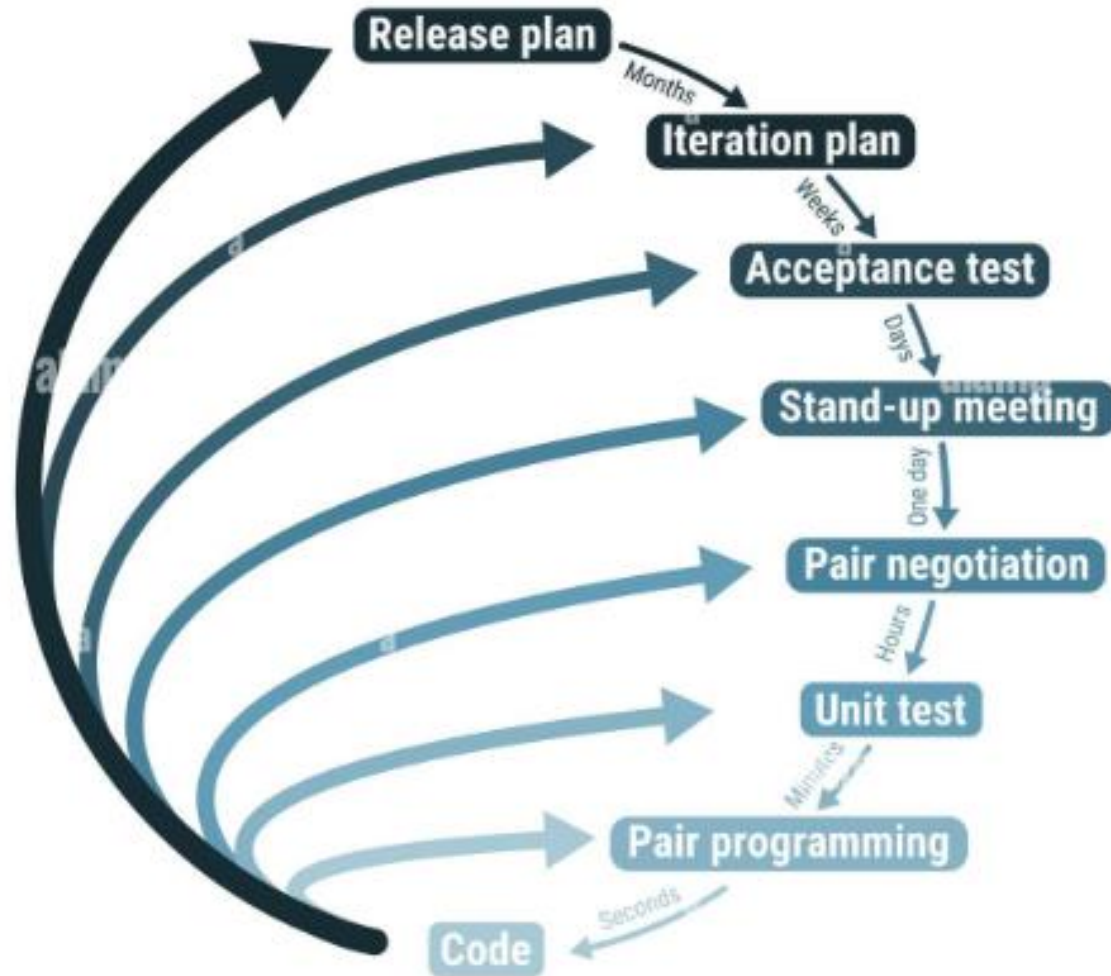 Release plan
Months
Iteration plan
Weeks
Acceptance test
Days
Stand-up meeting
One day
Pair negotiation
Hours
Unit test
Minutes
Pair programming
Seconds
Code